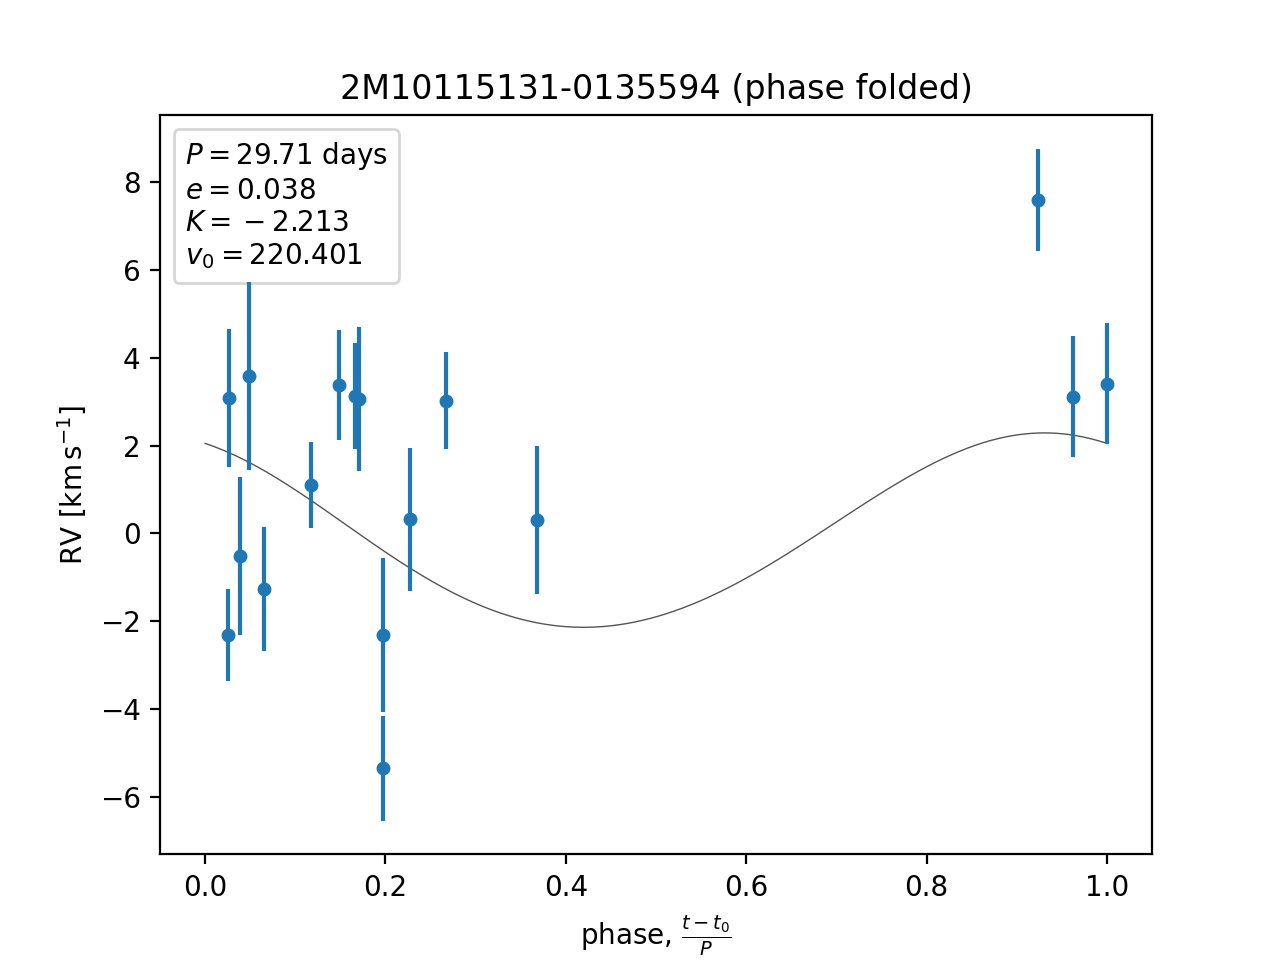 2M10115131-0135594 (phase folded)
P = 29.71 days
e = 0.038
K = −2.213
v₀ = 220.401
8
6
4
2
0
−2
−4
−6
RV [km s⁻¹]
0.0 0.2 0.4 0.6 0.8 1.0
phase, (t − t₀)/P